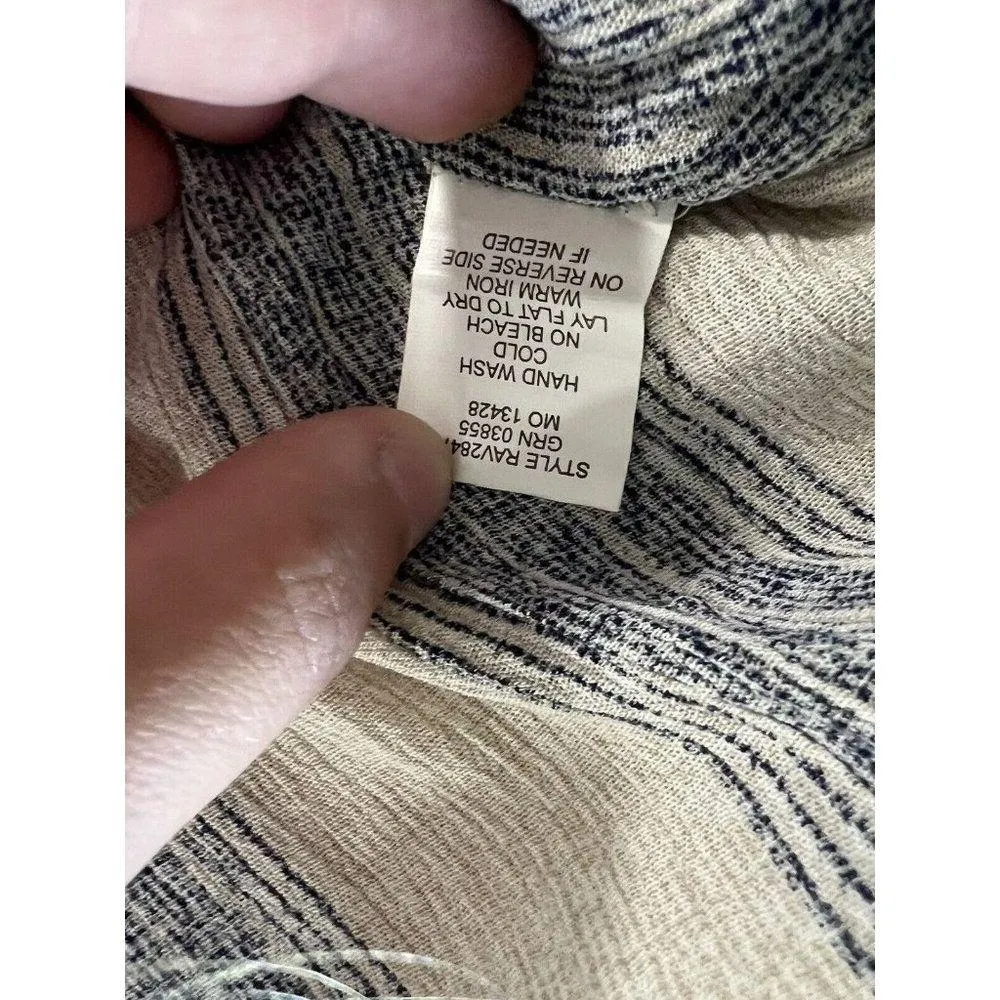 STYLE RAV284
GRN 03855
MO 13428
HAND WASH
COLD
NO BLEACH
LAY FLAT TO DRY
WARM IRON
ON REVERSE SIDE
IF NEEDED